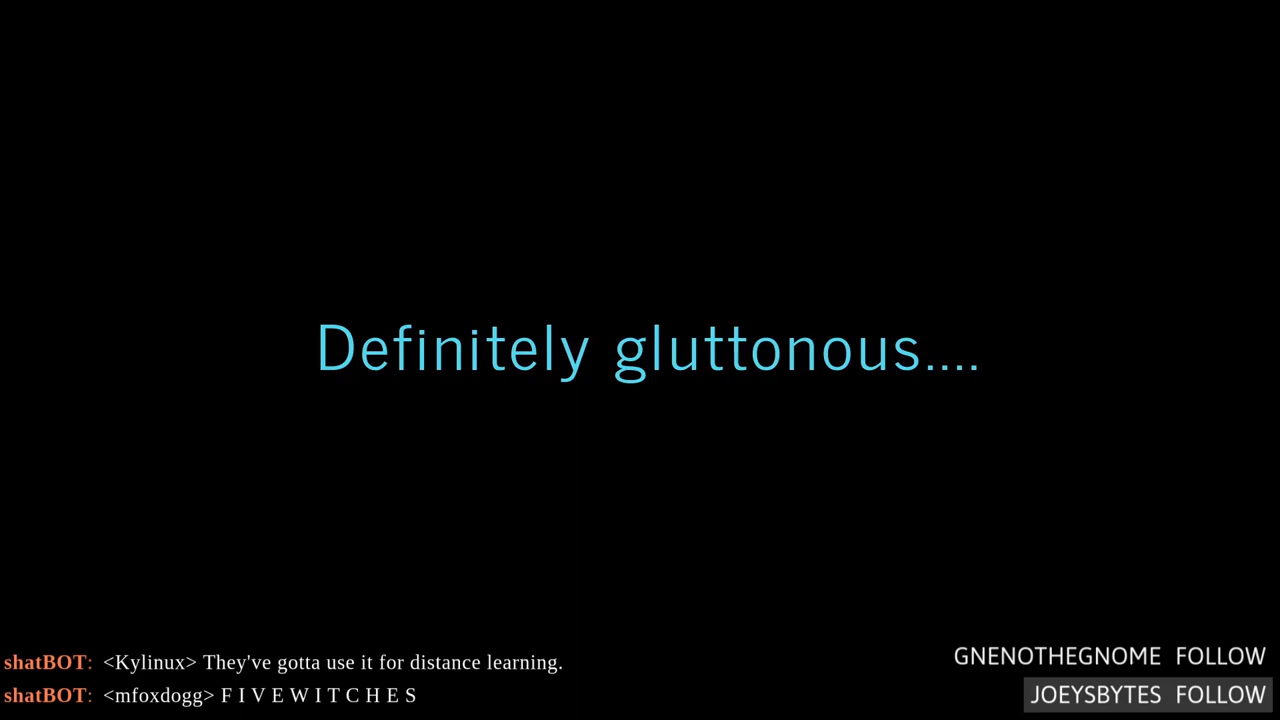 Definitely gluttonous....
shatBOT: <Kylinux> They've gotta use it for distance learning.
shatBOT: <mfoxdogg> F I V E W I T C H E S
GNENOTHEGNOME FOLLOW
JOEYSBYTES FOLLOW